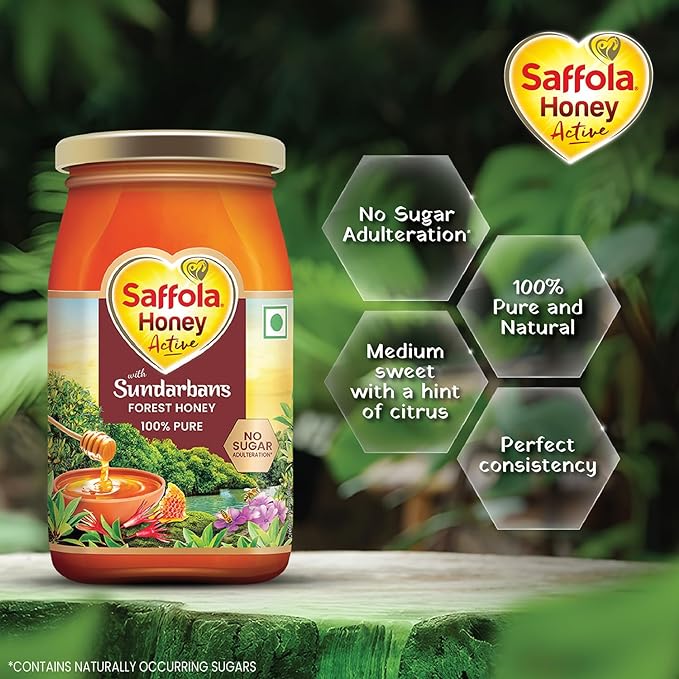 Saffola®
Honey
Active
No Sugar
Adulteration*
100%
Pure and
Natural
Medium
sweet
with a hint
of citrus
Perfect
consistency
Saffola®
Honey
Active
with
Sundarbans
FOREST HONEY
100% PURE
NO
SUGAR
ADULTERATION*
*CONTAINS NATURALLY OCCURRING SUGARS